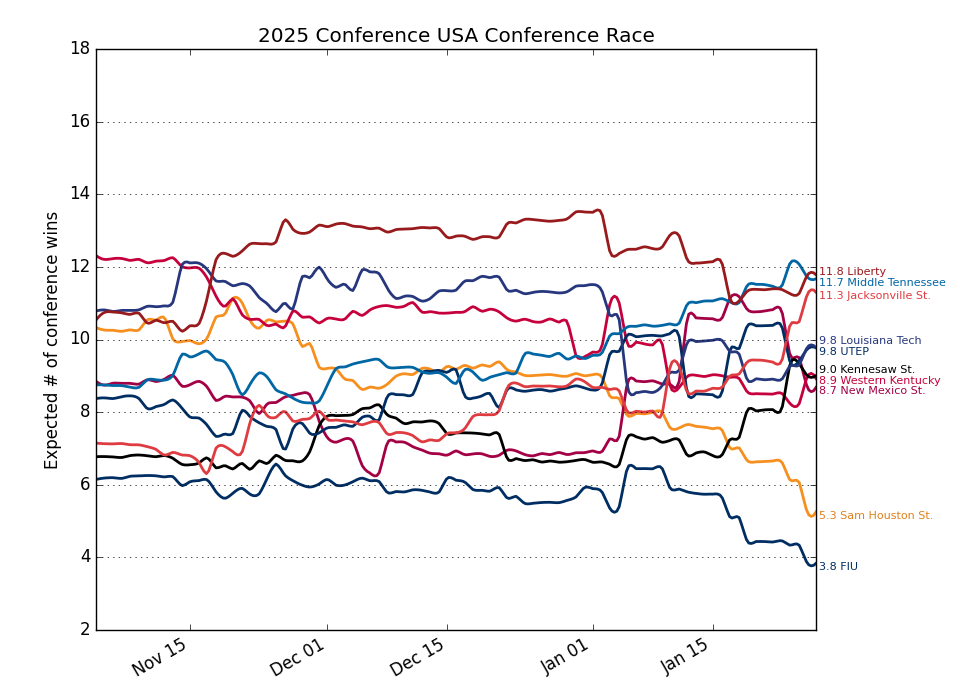 2025 Conference USA Conference Race
Expected # of conference wins
18
16
14
12
10
8
6
4
2
Nov 15
Dec 01
Dec 15
Jan 01
Jan 15
11.8 Liberty
11.7 Middle Tennessee
11.3 Jacksonville St.
9.8 Louisiana Tech
9.8 UTEP
9.0 Kennesaw St.
8.9 Western Kentucky
8.7 New Mexico St.
5.3 Sam Houston St.
3.8 FIU